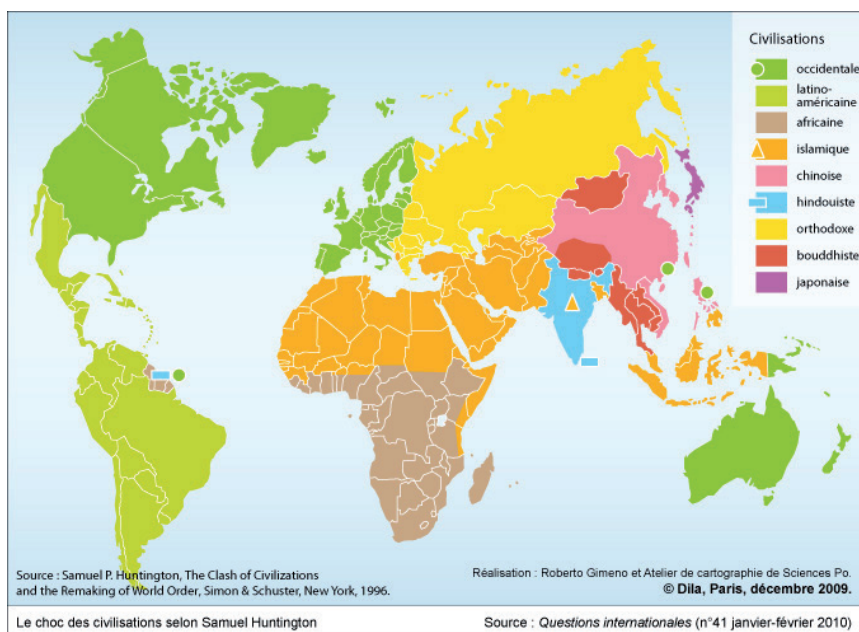 Civilisations
occidentale
latino-
américaine
africaine
islamique
chinoise
hindouiste
orthodoxe
bouddhiste
japonaise
Source : Samuel P. Huntington, The Clash of Civilizations
and the Remaking of World Order, Simon & Schuster, New York, 1996.
Réalisation : Roberto Gimeno et Atelier de cartographie de Sciences Po.
© Dila, Paris, décembre 2009.
Le choc des civilisations selon Samuel Huntington
Source : Questions internationales (n°41 janvier-février 2010)